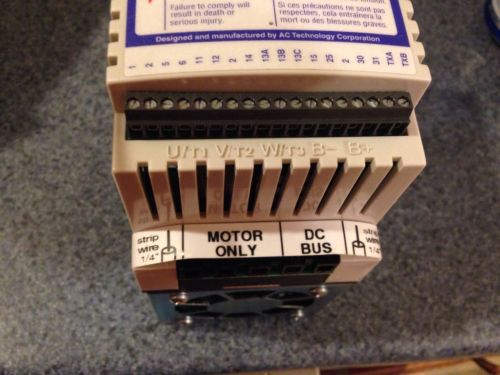 Failure to comply will
result in death or
serious injury.
Si ces précautions ne sont pas
respectées, cela entraînera la
mort ou des blessures graves.
Designed and manufactured by AC Technology Corporation
1 2 5 6 11 12 2 14 13A 13B 13C 15 25 2 30 31 TXA TXB
U/T1 V/T2 W/T3 B- B+
strip
wire
1/4"
MOTOR
ONLY
DC
BUS
strip
wire
1/4"